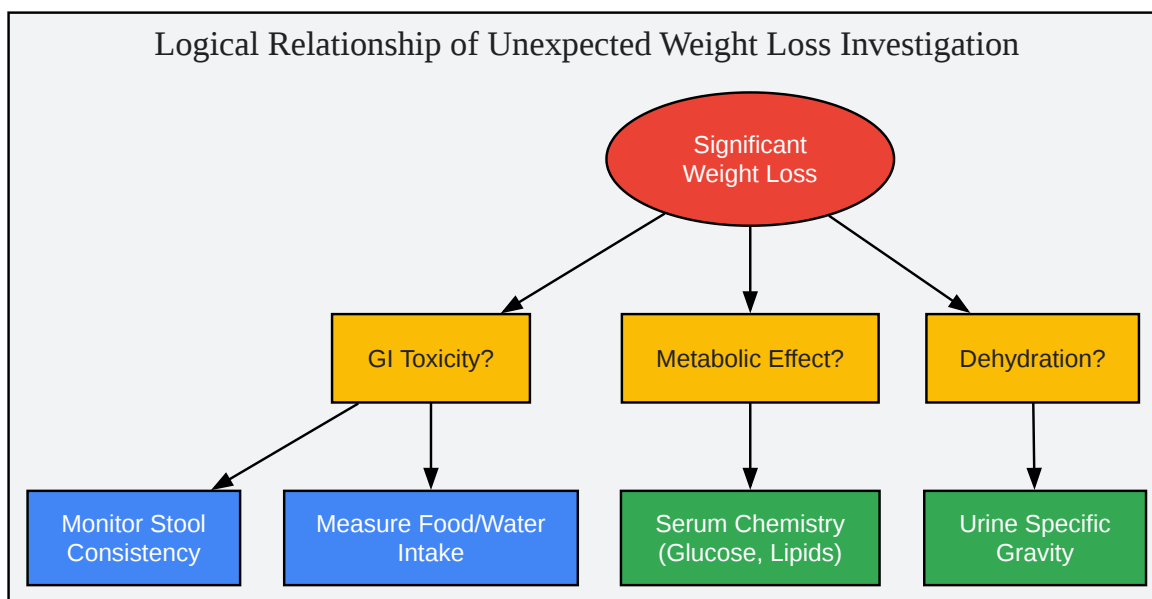 Logical Relationship of Unexpected Weight Loss Investigation
Significant
Weight Loss
GI Toxicity?
Metabolic Effect?
Dehydration?
Monitor Stool
Consistency
Measure Food/Water
Intake
Serum Chemistry
(Glucose, Lipids)
Urine Specific
Gravity